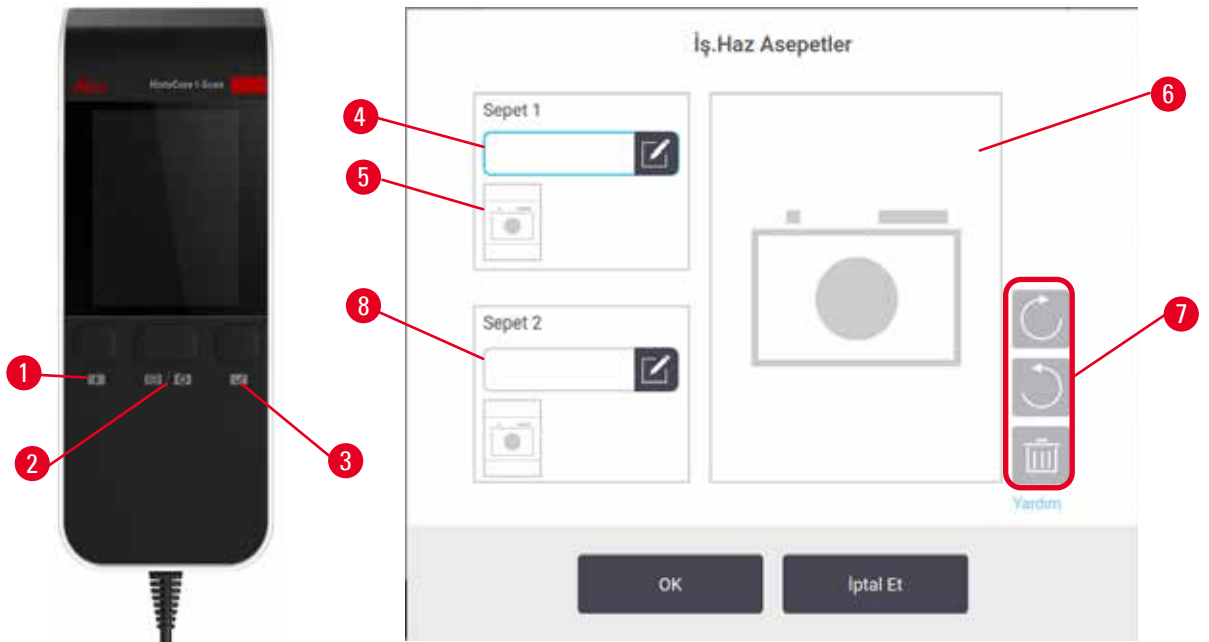 Leica HistoCore I-Scan
1
2
3
İş.Haz Asepetler
Sepet 1
4
5
6
Sepet 2
8
7
Yardım
OK
İptal Et